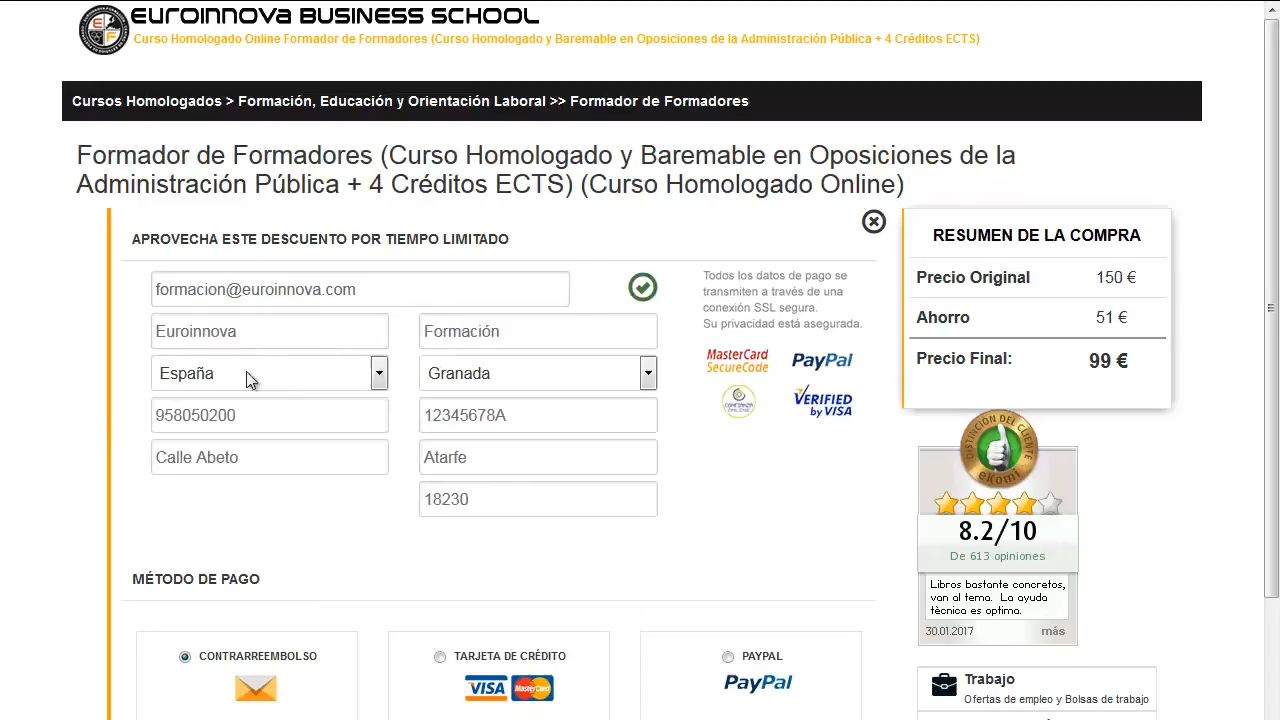 EUROINNOVA BUSINESS SCHOOL
Curso Homologado Online Formador de Formadores (Curso Homologado y Baremable en Oposiciones de la Administración Pública + 4 Créditos ECTS)
Cursos Homologados > Formación, Educación y Orientación Laboral >> Formador de Formadores
Formador de Formadores (Curso Homologado y Baremable en Oposiciones de la
Administración Pública + 4 Créditos ECTS) (Curso Homologado Online)
APROVECHA ESTE DESCUENTO POR TIEMPO LIMITADO
formacion@euroinnova.com
Euroinnova
Formación
España
Granada
958050200
12345678A
Calle Abeto
Atarfe
18230
Todos los datos de pago se
transmiten a través de una
conexión SSL segura.
Su privacidad está asegurada.
MasterCard
SecureCode
PayPal
CONFIANZA
ONLINE
VERIFIED
by VISA
RESUMEN DE LA COMPRA
Precio Original 150 €
Ahorro 51 €
Precio Final: 99 €
DISTINCIÓN DEL CLIENTE
eKomi
8.2/10
De 613 opiniones
Libros bastante concretos,
van al tema. La ayuda
tècnica es optima.
30.01.2017 más
MÉTODO DE PAGO
CONTRARREEMBOLSO
TARJETA DE CRÉDITO
VISA
MasterCard
PAYPAL
PayPal
Trabajo
Ofertas de empleo y Bolsas de trabajo